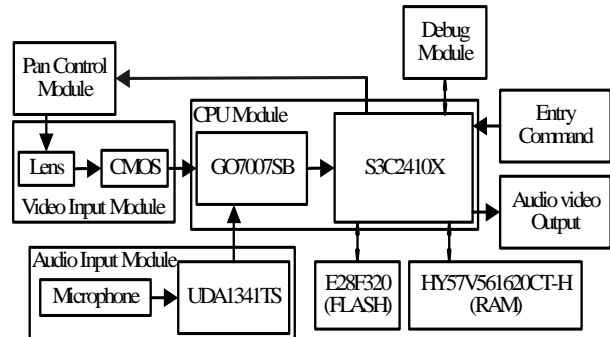 Debug
Module
Pan Control
Module
CPU Module
Entry
Command
Lens
CMOS
GO7007SB
S3C2410X
Video Input Module
Audio video
Output
Audio Input Module
Microphone
UDA1341TS
E28F320
(FLASH)
HY57V561620CT-H
(RAM)